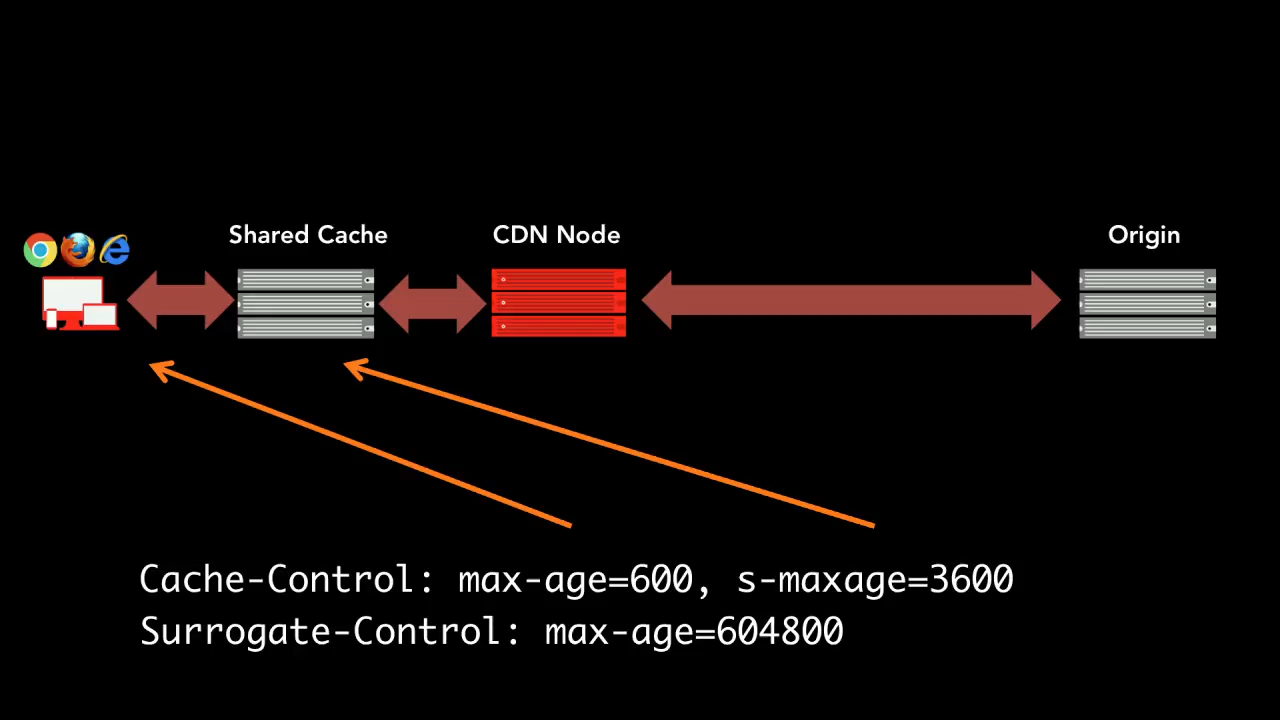 Shared Cache
CDN Node
Origin
Cache-Control: max-age=600, s-maxage=3600
Surrogate-Control: max-age=604800